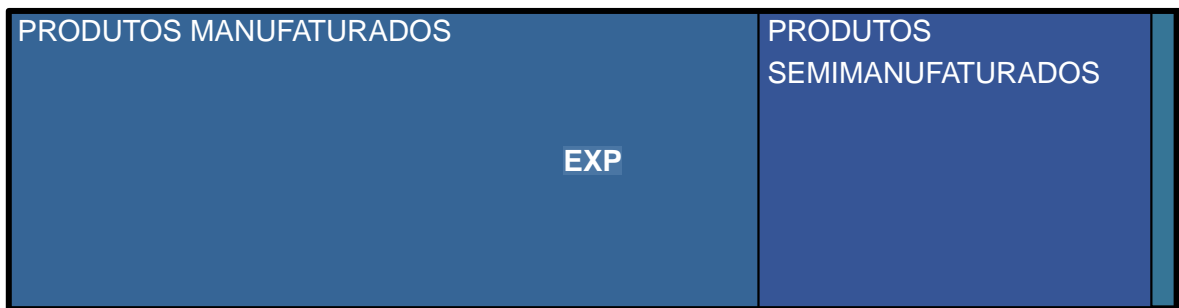 PRODUTOS MANUFATURADOS
PRODUTOS
SEMIMANUFATURADOS
EXP